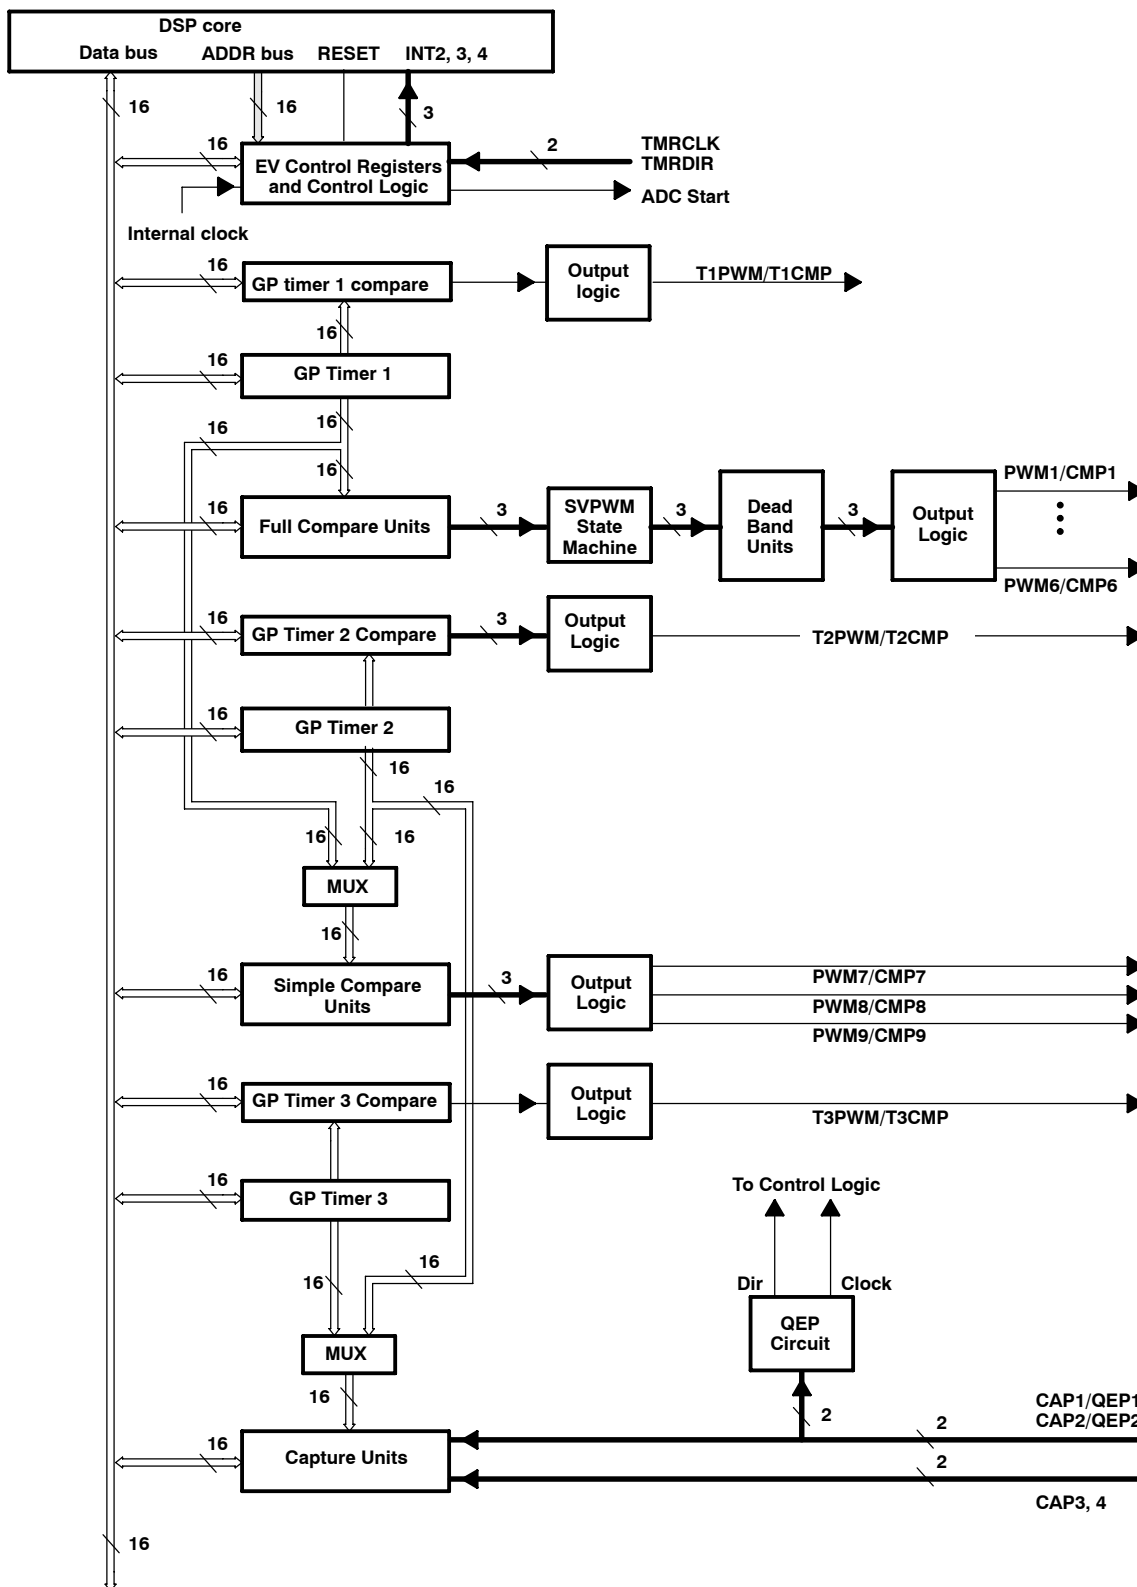 DSP core
Data bus ADDR bus RESET INT2, 3, 4
16 16 3
16 2 TMRCLK
EV Control Registers TMRDIR
and Control Logic
ADC Start
Internal clock
16 GP timer 1 compare Output
logic T1PWM/T1CMP
16
16 GP Timer 1
16
16
16
PWM1/CMP1
16 Full Compare Units 3 SVPWM
State
Machine 3 Dead
Band
Units 3 Output
Logic
PWM6/CMP6
16 GP Timer 2 Compare 3 Output
Logic T2PWM/T2CMP
16 GP Timer 2
16
16
16 16
MUX
16
16 Simple Compare
Units 3 Output
Logic PWM7/CMP7
PWM8/CMP8
PWM9/CMP9
16 GP Timer 3 Compare Output
Logic T3PWM/T3CMP
16 GP Timer 3
To Control Logic
16
16 Dir Clock
QEP
Circuit
MUX
16
2 CAP1/QEP1
2 CAP2/QEP2
16 Capture Units
2
CAP3, 4
16